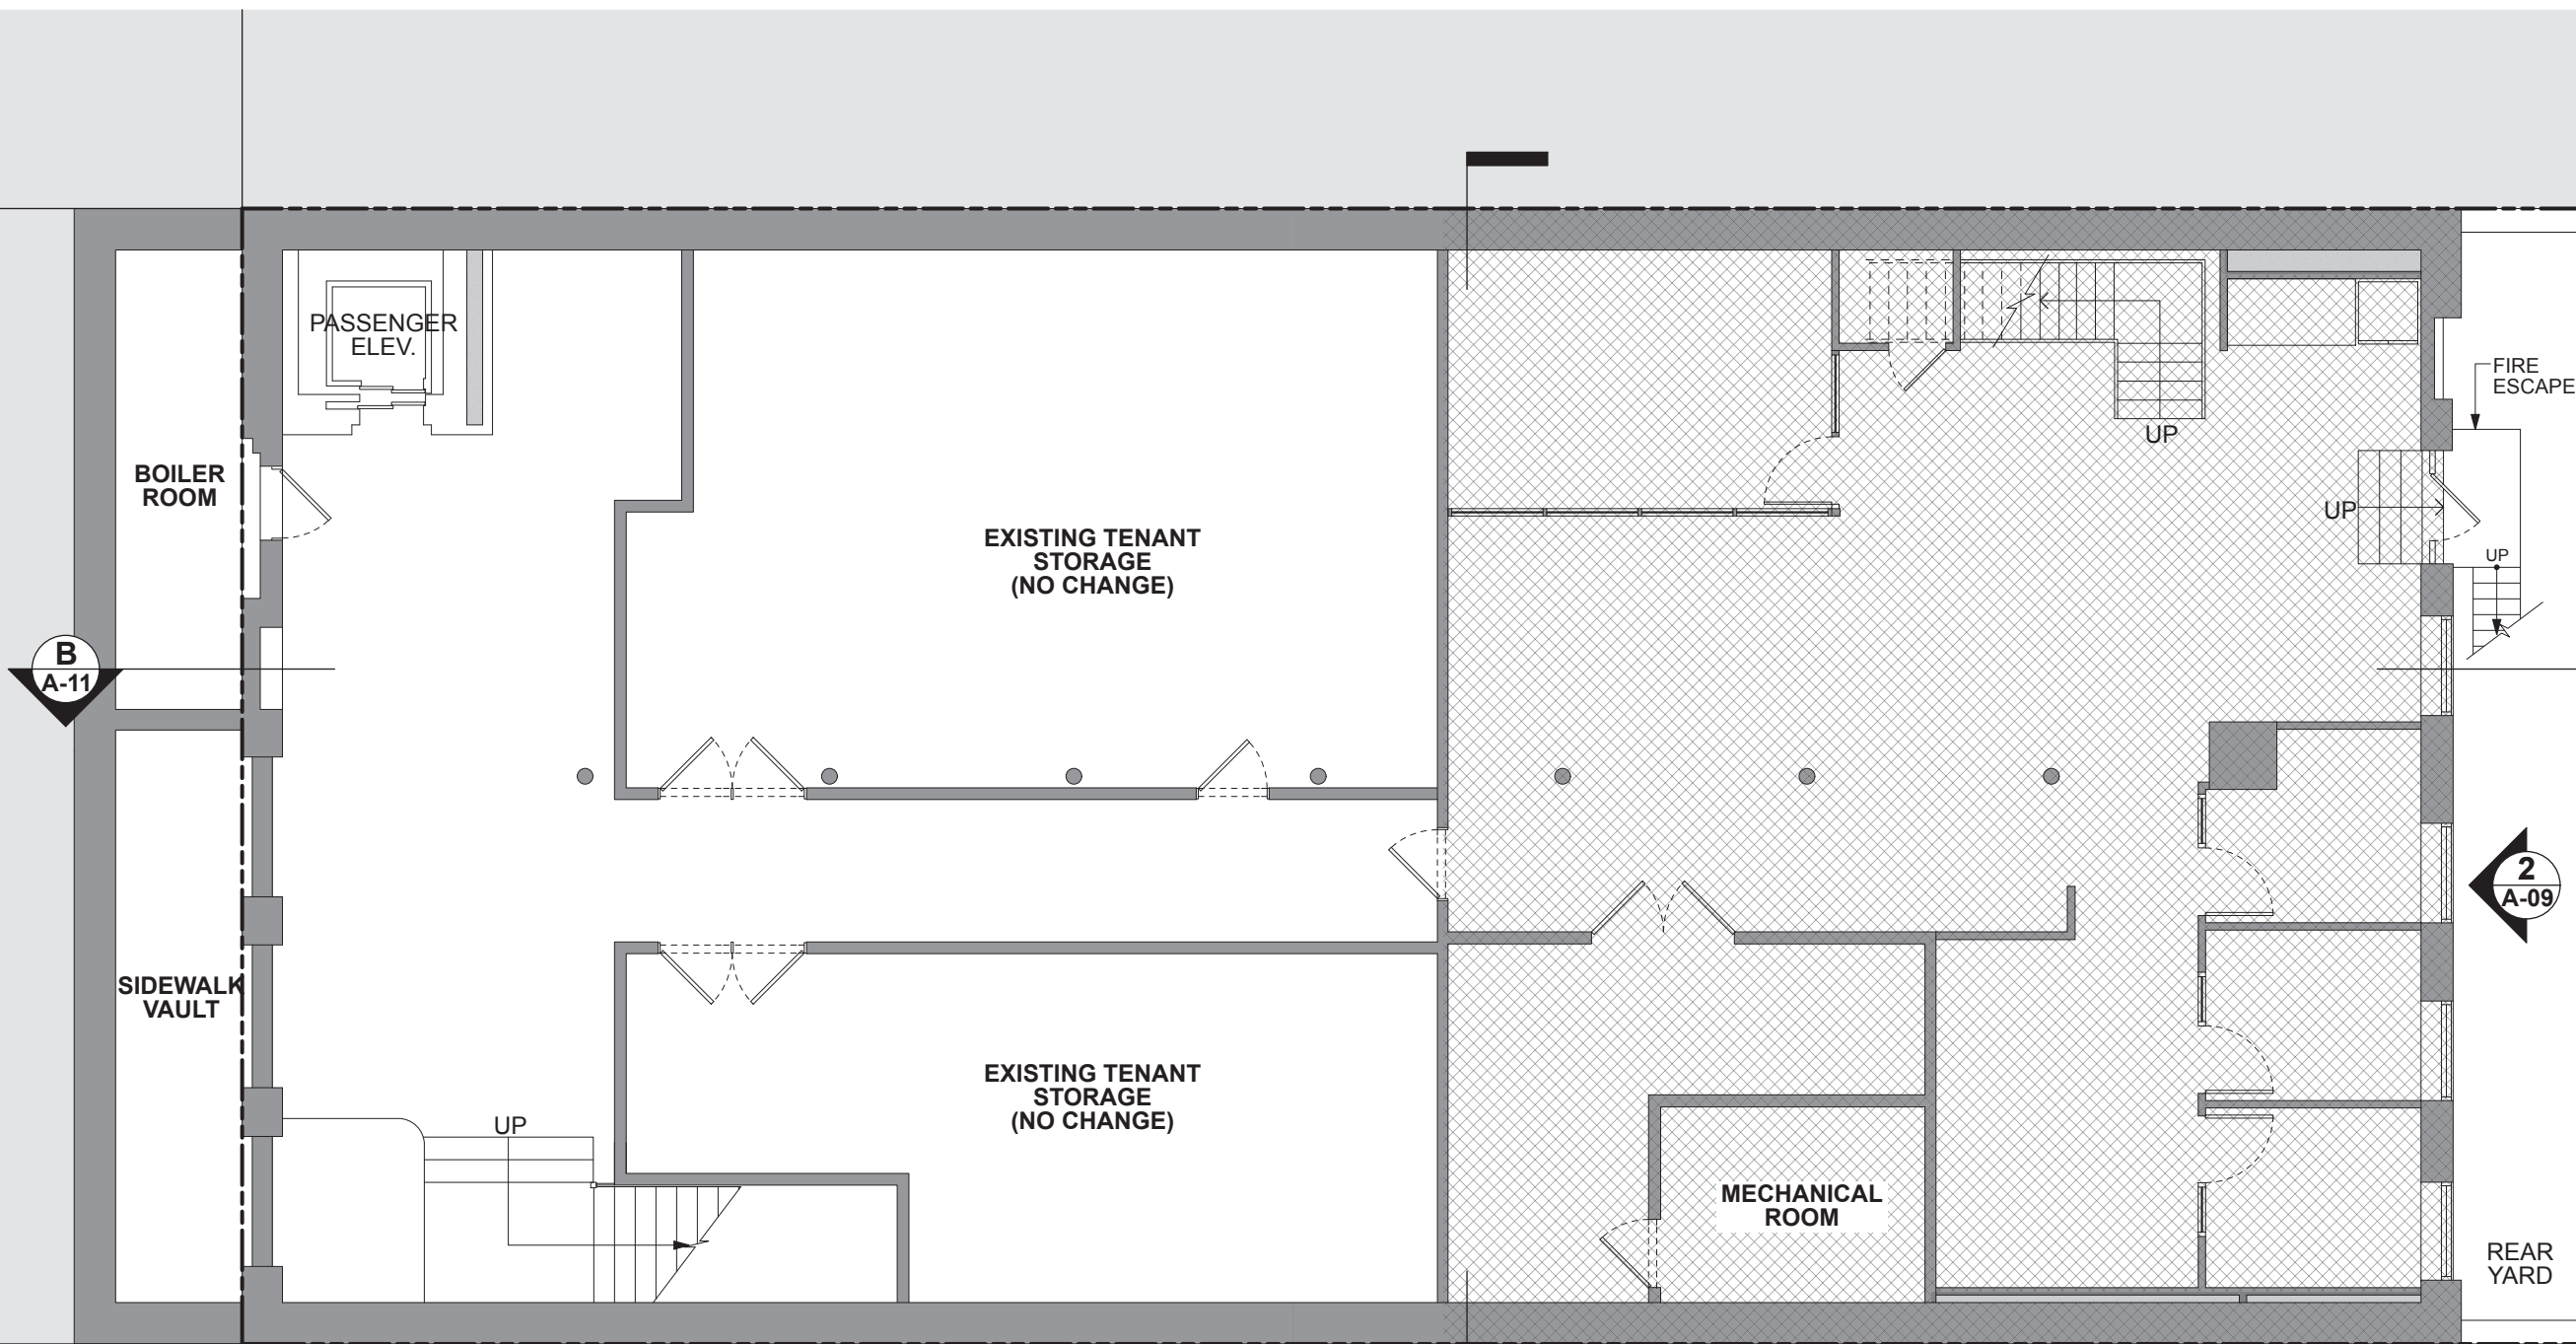 PASSENGER
ELEV.
FIRE
ESCAPE
UP
BOILER
ROOM
UP
EXISTING TENANT
STORAGE
(NO CHANGE)
UP
B
A-11
2
A-09
SIDEWALK
VAULT
EXISTING TENANT
STORAGE
(NO CHANGE)
UP
MECHANICAL
ROOM
REAR
YARD